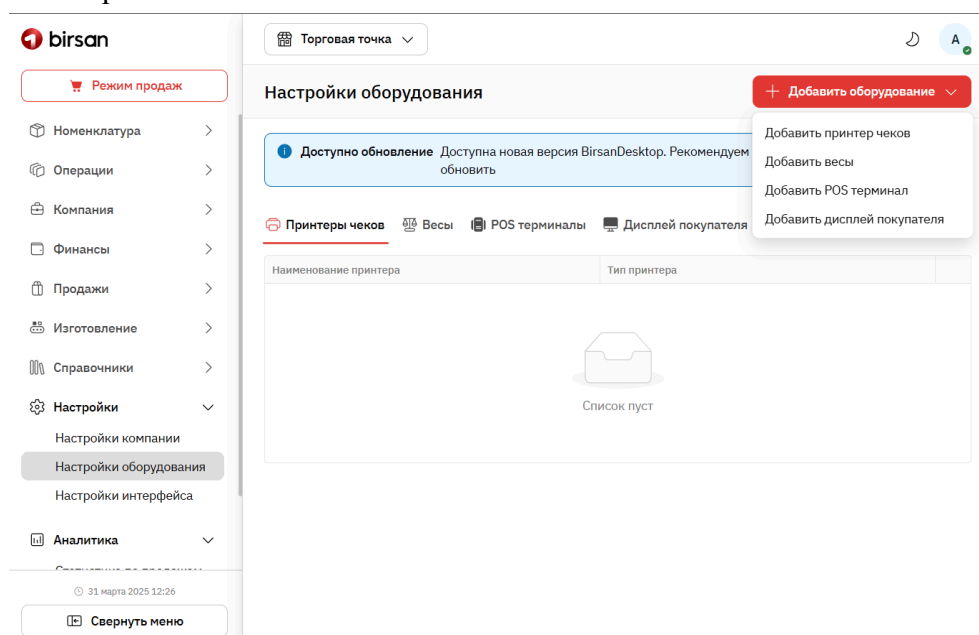 birsan
Торговая точка
A
Режим продаж
Настройки оборудования
Добавить оборудование
Добавить принтер чеков
Добавить весы
Добавить POS терминал
Добавить дисплей покупателя
Номенклатура
Операции
Компания
Финансы
Продажи
Изготовление
Справочники
Настройки
Настройки компании
Настройки оборудования
Настройки интерфейса
Аналитика
31 марта 2025 12:26
Свернуть меню
Доступно обновление Доступна новая версия BirsanDesktop. Рекомендуем
обновить
Принтеры чеков Весы POS терминалы Дисплей покупателя
Наименование принтера Тип принтера
Список пуст